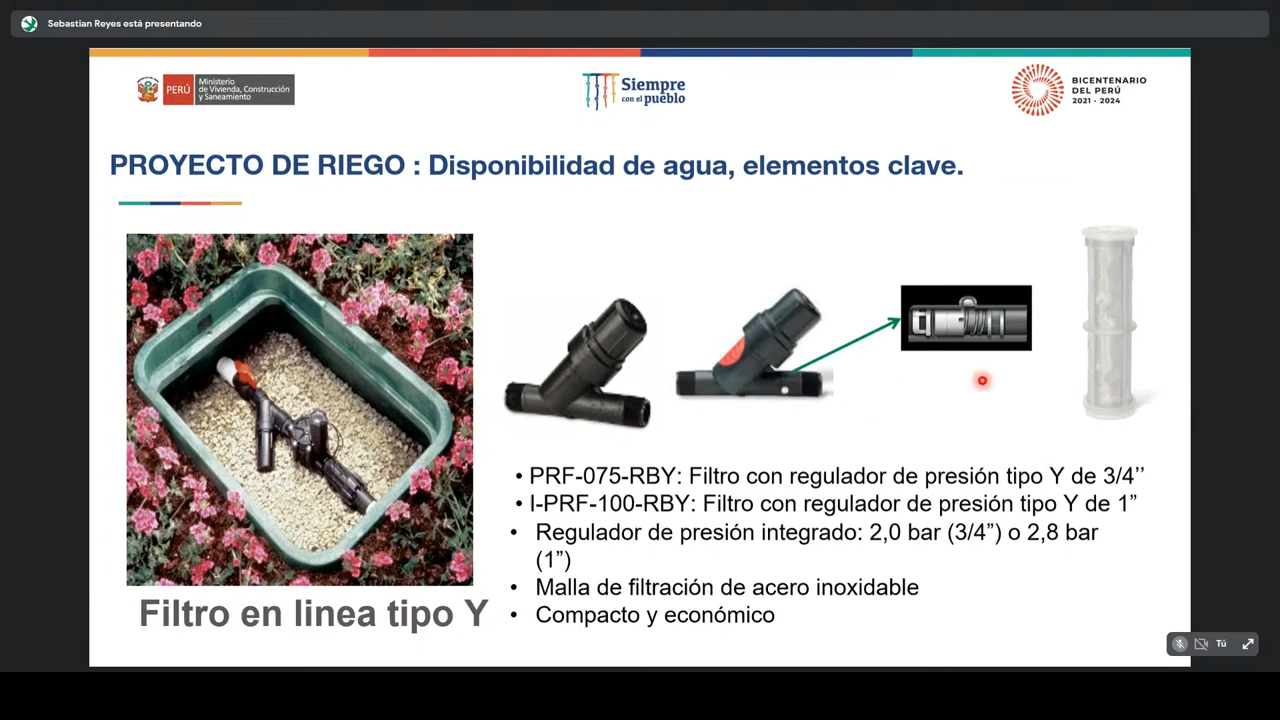 Sebastian Reyes está presentando
PERÚ
Ministerio
de Vivienda, Construcción
y Saneamiento
Siempre
con el pueblo
BICENTENARIO
DEL PERÚ
2021 - 2024
PROYECTO DE RIEGO : Disponibilidad de agua, elementos clave.
• PRF-075-RBY: Filtro con regulador de presión tipo Y de 3/4’’
• I-PRF-100-RBY: Filtro con regulador de presión tipo Y de 1”
• Regulador de presión integrado: 2,0 bar (3/4”) o 2,8 bar
(1”)
• Malla de filtración de acero inoxidable
• Compacto y económico
Filtro en linea tipo Y
Tú